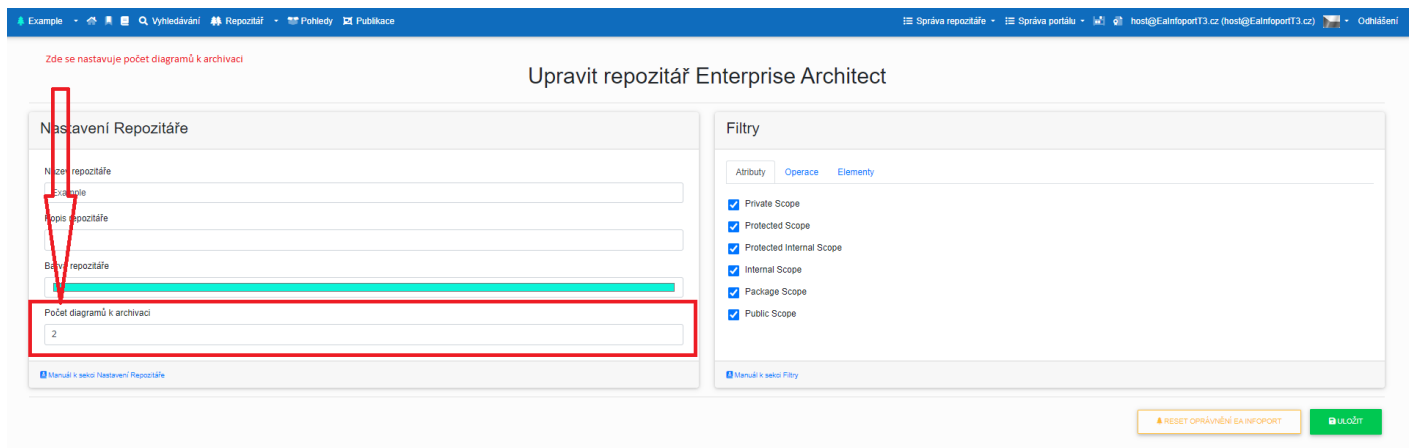 Example Vyhledávání Repozitář Pohledy Publikace Správa repozitáře Správa portálu host@EaInfoportT3.cz (host@EaInfoportT3.cz) Odhlášení
Zde se nastavuje počet diagramů k archivaci
Upravit repozitář Enterprise Architect
Nastavení Repozitáře
Název repozitáře
Example
Popis repozitáře
Barva repozitáře
Počet diagramů k archivaci
2
Manuál k sekci Nastavení Repozitáře
Filtry
Atributy Operace Elementy
Private Scope
Protected Scope
Protected Internal Scope
Internal Scope
Package Scope
Public Scope
Manuál k sekci Filtry
RESET OPRÁVNĚNÍ EA INFOPORT
ULOŽIT